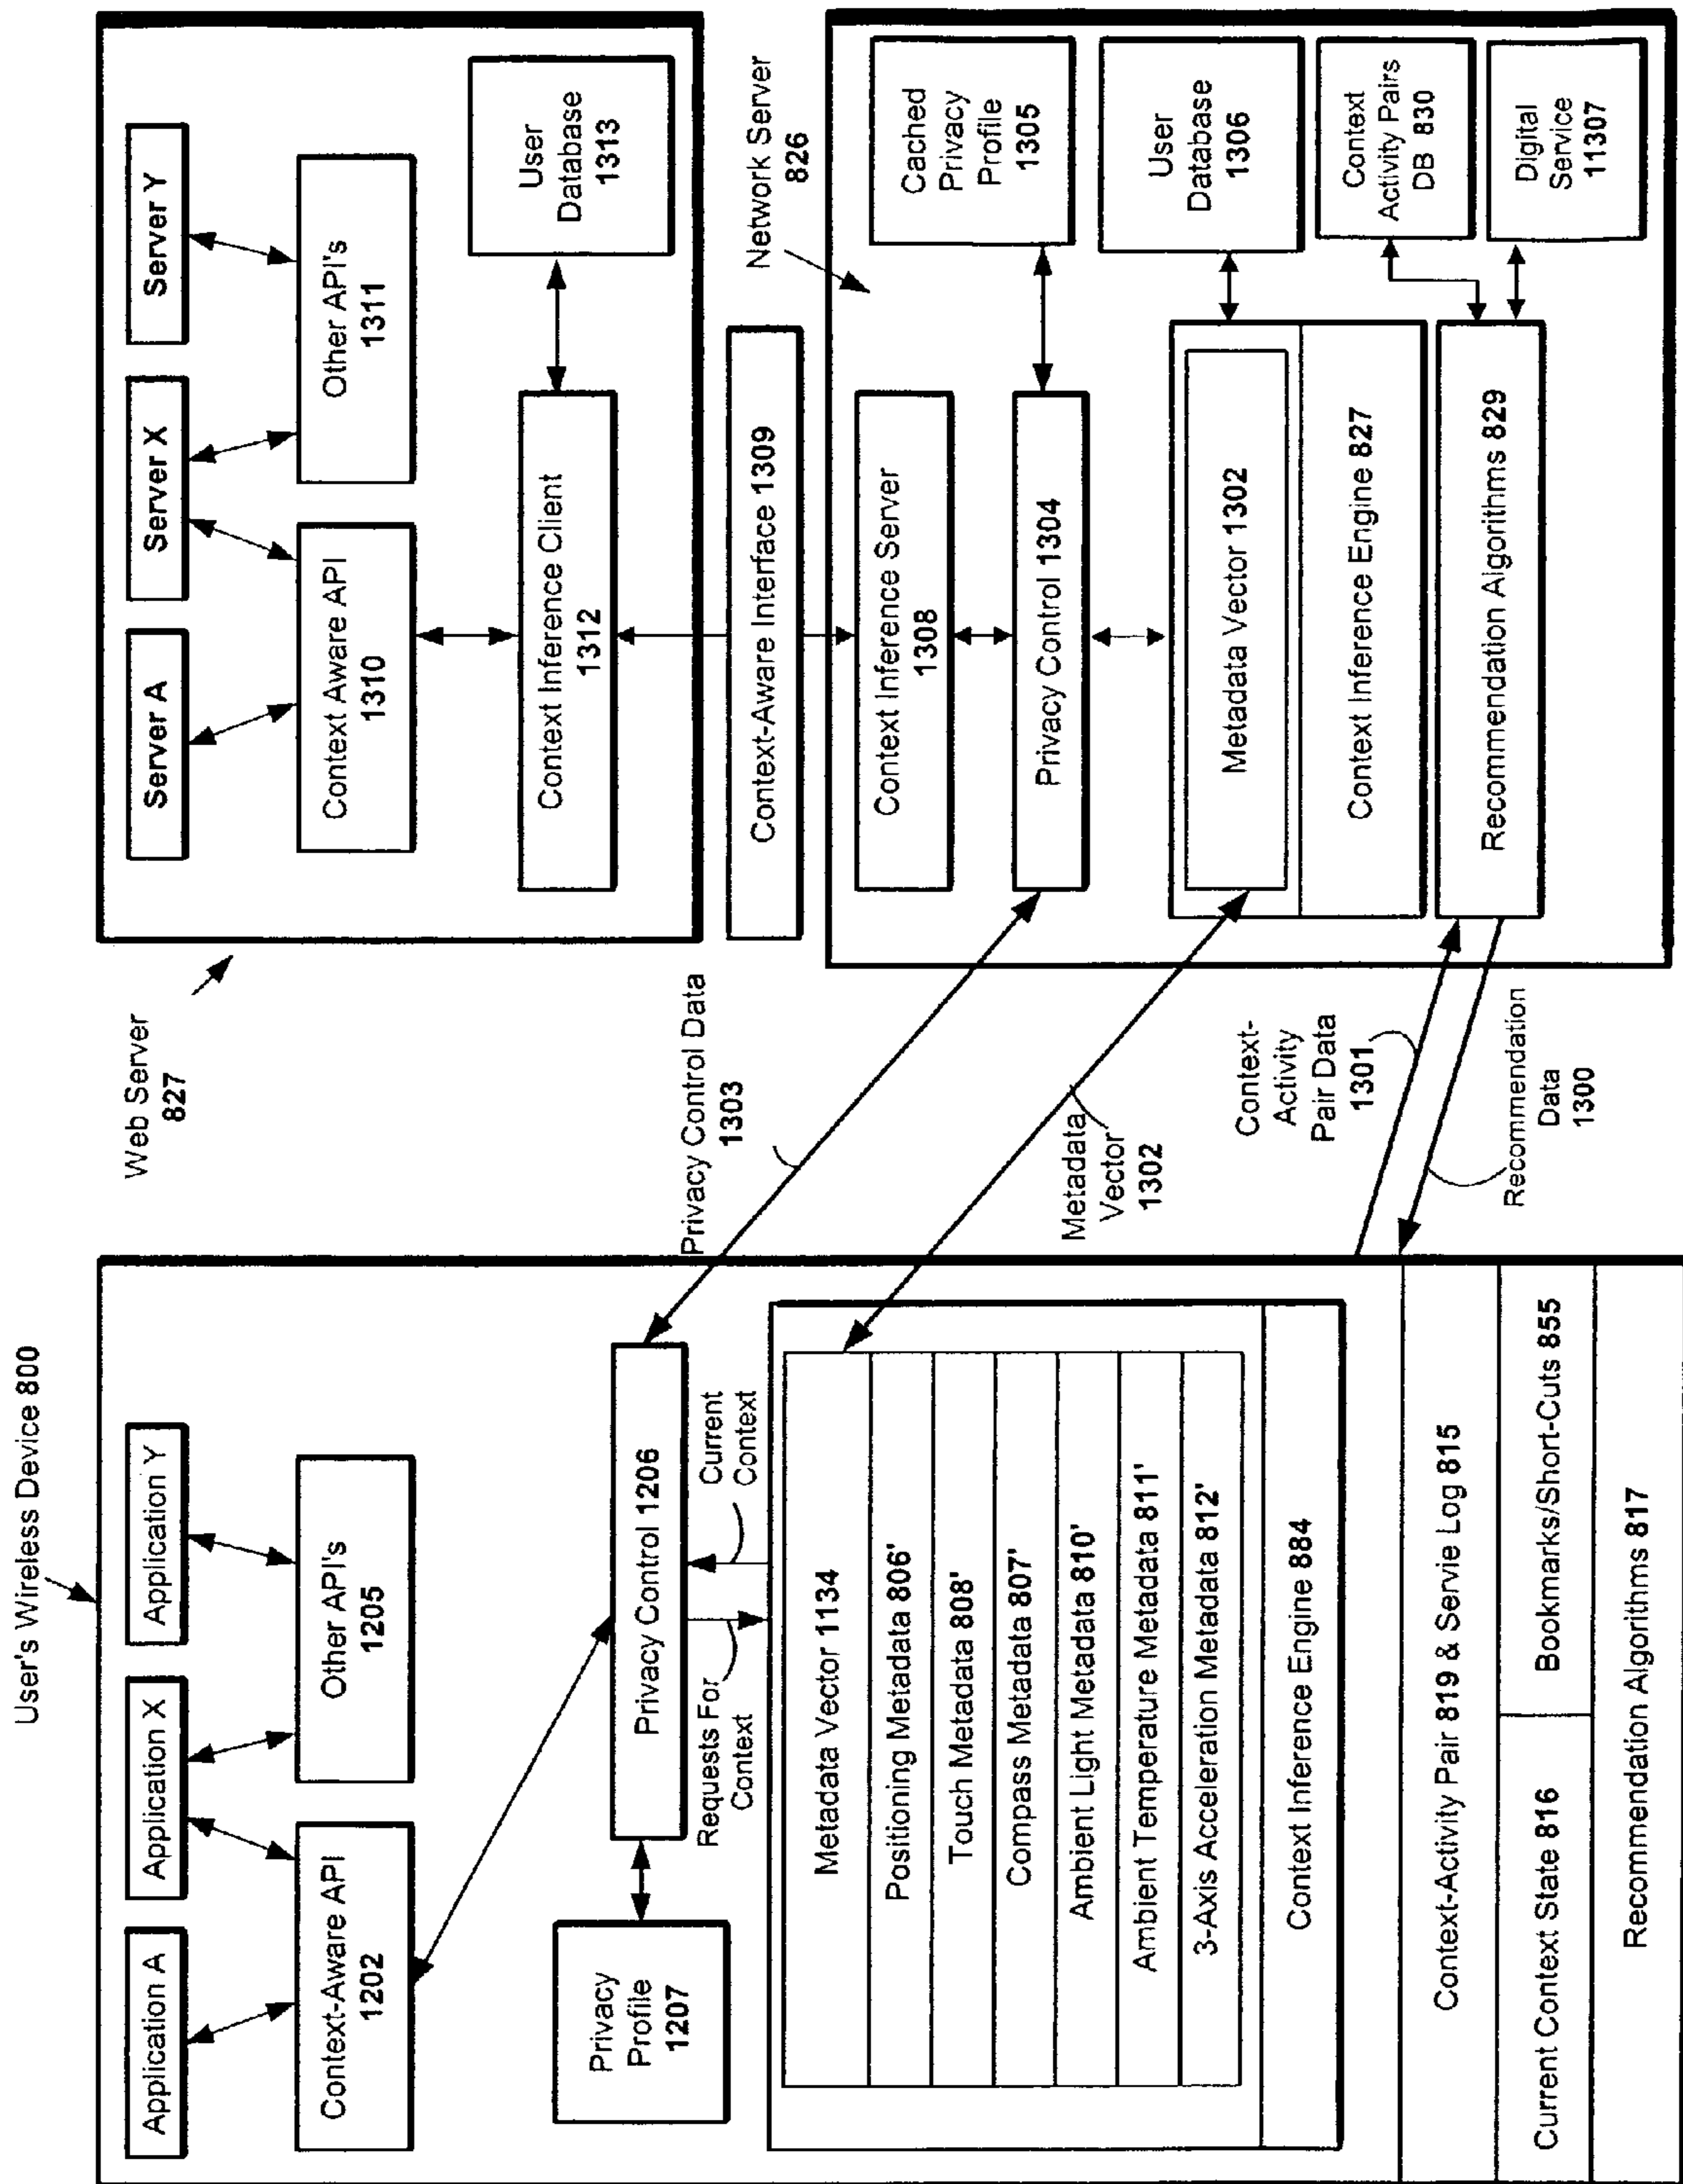 User's Wireless Device 800
Application A
Application X
Application Y
Context-Aware API
1202
Other API's
1205
Privacy
Profile
1207
Privacy Control 1206
Requests For
Context
Current
Context
Metadata Vector 1134
Positioning Metadata 806'
Touch Metadata 808'
Compass Metadata 807'
Ambient Light Metadata 810'
Ambient Temperature Metadata 811'
3-Axis Acceleration Metadata 812'
Context Inference Engine 884
Context-Activity Pair 819 & Servie Log 815
Current Context State 816
Bookmarks/Short-Cuts 855
Recommendation Algorithms 817
Privacy Control Data
1303
Metadata
Vector
1302
Context-
Activity
Pair Data
1301
Recommendation
Data
1300
Web Server
827
Server A
Server X
Server Y
Context Aware API
1310
Other API's
1311
Context Inference Client
1312
User
Database
1313
Context-Aware Interface 1309
Network Server
826
Context Inference Server
1308
Cached
Privacy
Profile
1305
Privacy Control 1304
User
Database
1306
Metadata Vector 1302
Context Inference Engine 827
Context
Activity Pairs
DB 830
Recommendation Algorithms 829
Digital
Service
11307